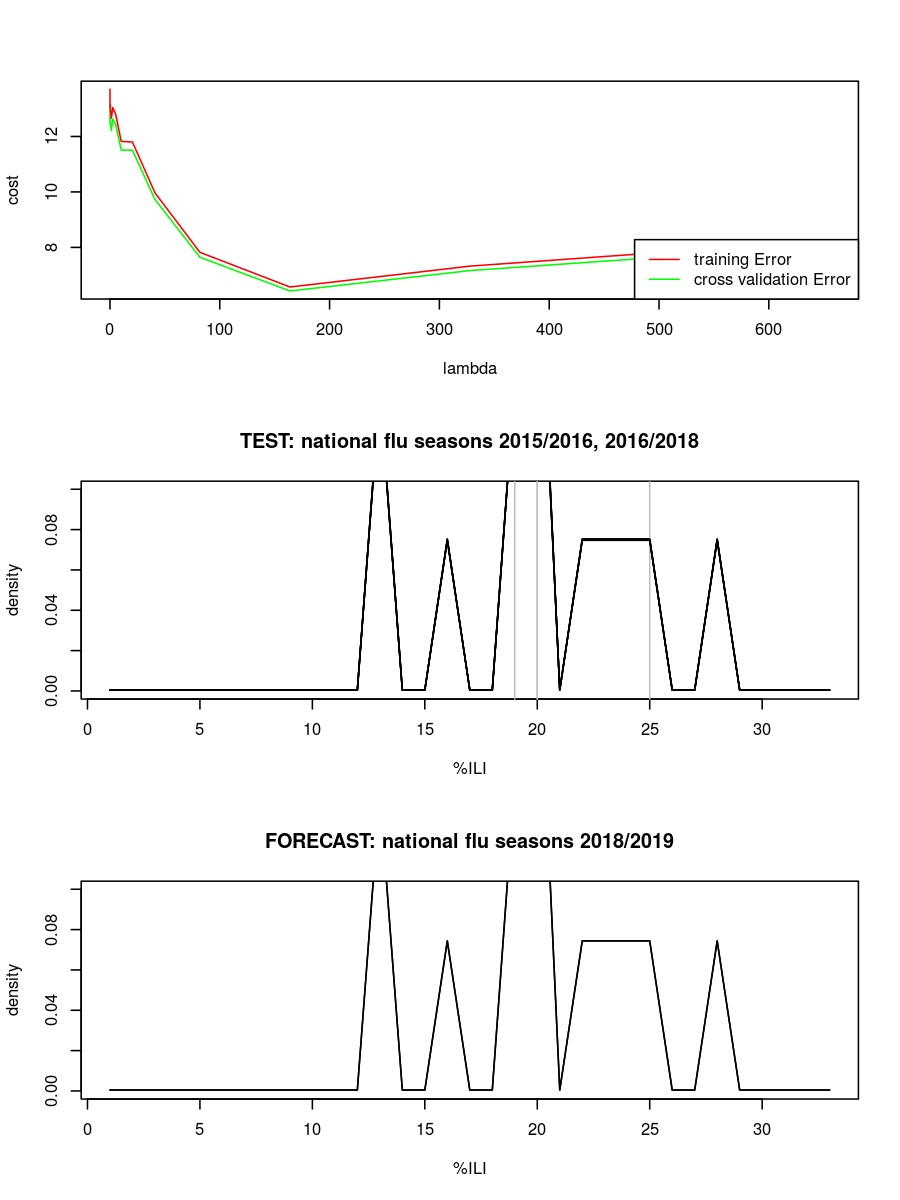 cost
12
10
8
training Error
cross validation Error
0 100 200 300 400 500 600
lambda
TEST: national flu seasons 2015/2016, 2016/2018
density
0.08
0.04
0.00
0 5 10 15 20 25 30
%ILI
FORECAST: national flu seasons 2018/2019
density
0.08
0.04
0.00
0 5 10 15 20 25 30
%ILI